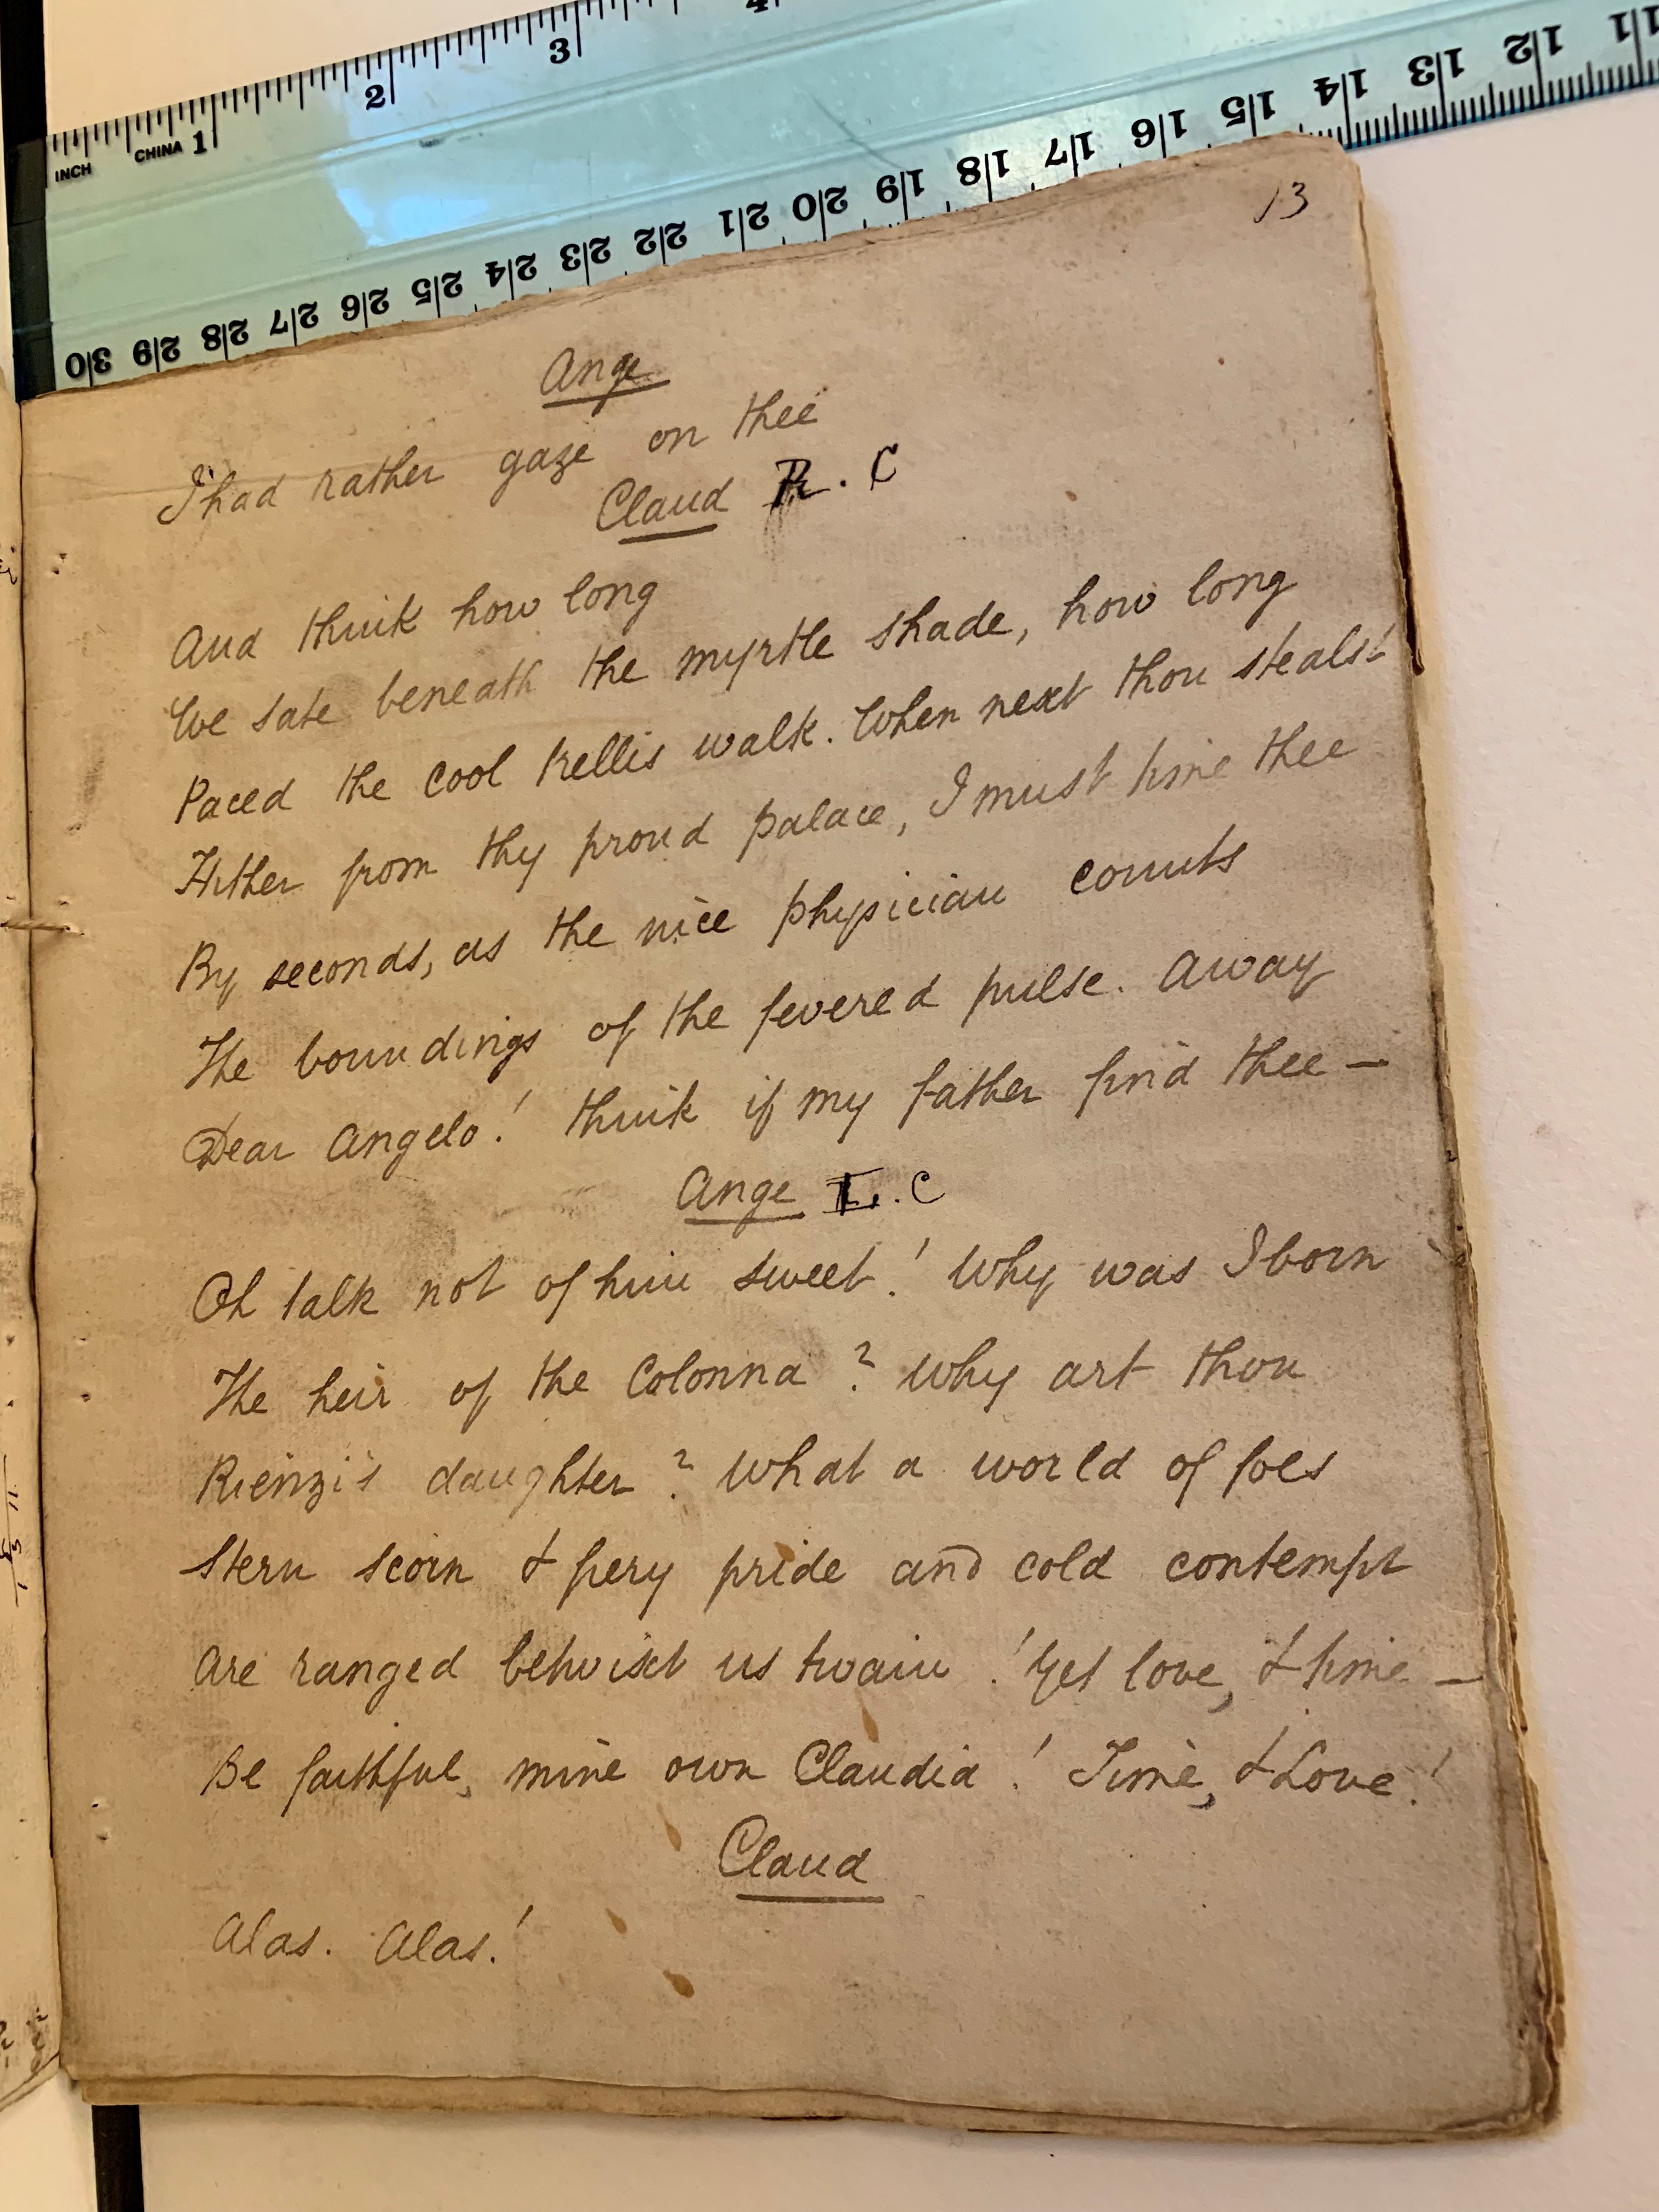 INCH CHINA 1 2 3 4
30 29 28 27 26 25 24 23 22 21 20 19 18 17 16 15 14 13 12 11
13
Ange
I had rather gaze on thee
Claud R. C
And think how long
We sate beneath the myrtle shade, how long
Paced the cool trellis walk. When next thou stealst
Hither from thy proud palace, I must time thee
By seconds, as the nice physician counts
The boundings of the fevered pulse. Away
Dear Angelo! think if my father find thee —
Ange L. C
Oh talk not of him sweet! Why was I born
The heir of the Colonna? Why art thou
Rienzi's daughter? What a world of foes
Stern scorn & fiery pride and cold contempt
Are ranged betwixt us twain! Yet love, & time —
Be faithful, mine own Claudia! Time, & Love!
Claud
Alas. Alas!